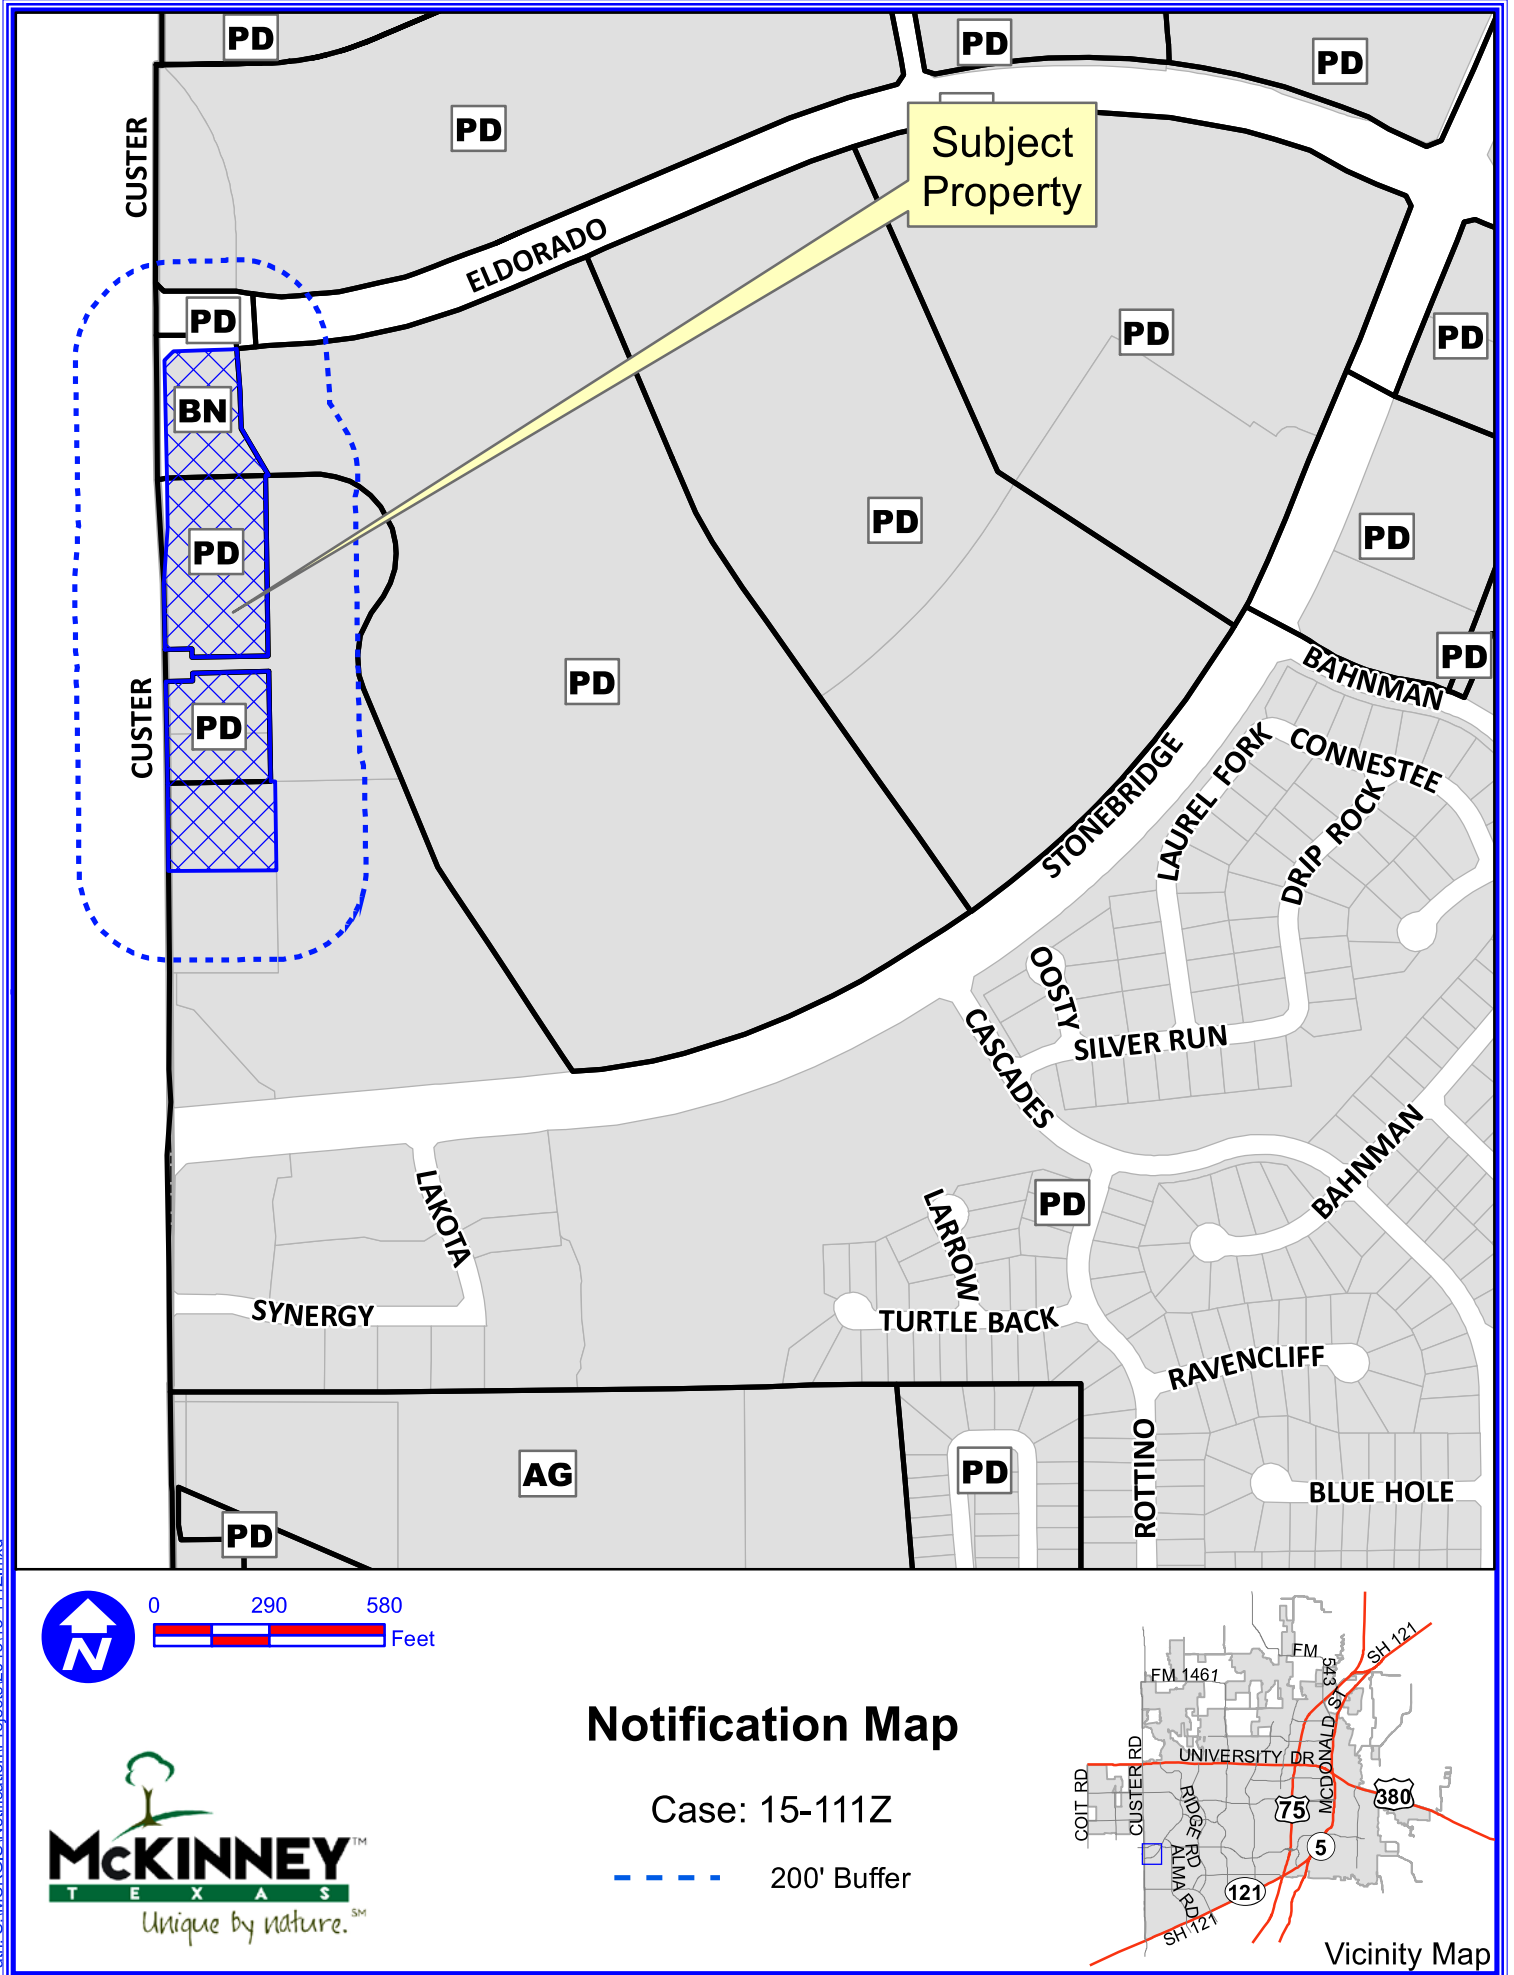 PD
PD
PD
PD
CUSTER
Subject
Property
ELDORADO
PD
PD
PD
BN
PD
PD
PD
PD
PD
BAHNMAN
CUSTER
PD
STONEBRIDGE
LAUREL FORK
CONNESTEE
DRIP ROCK
OOSTY
CASCADES
SILVER RUN
BAHNMAN
LAKOTA
LARROW
PD
SYNERGY
TURTLE BACK
RAVENCLIFF
ROTTINO
AG
PD
BLUE HOLE
PD
N
0 290 580
Feet
Notification Map
Case: 15-111Z
200' Buffer
McKINNEY™
TEXAS
Unique by nature.℠
FM 1461
FM
543
SH 121
MCDONALD ST
UNIVERSITY DR
COIT RD
CUSTER RD
RIDGE RD
ALMA RD
75
380
5
121
SH 121
Vicinity Map